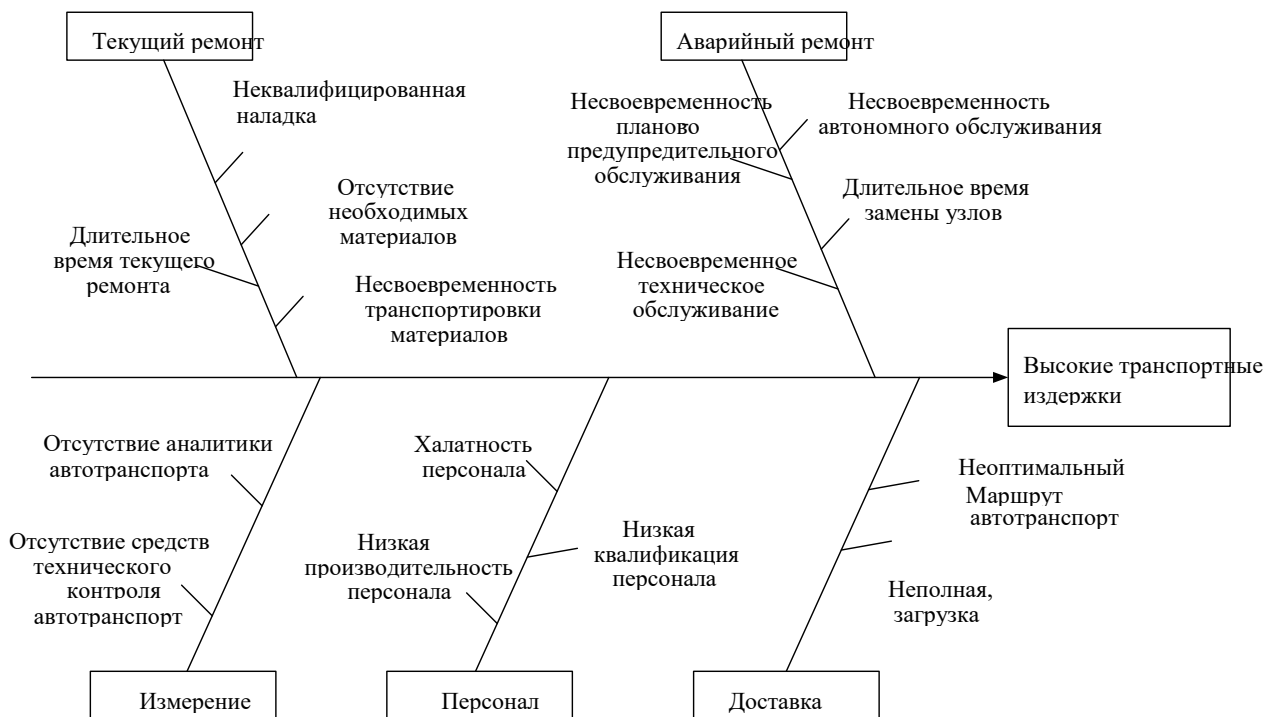 Текущий ремонт
Аварийный ремонт
Неквалифицированная
наладка
Отсутствие
необходимых
материалов
Длительное
время текущего
ремонта
Несвоевременность
транспортировки
материалов
Несвоевременность
планово
предупредительного
обслуживания
Несвоевременность
автономного обслуживания
Длительное время
замены узлов
Несвоевременное
техническое
обслуживание
Высокие транспортные
издержки
Отсутствие аналитики
автотранспорта
Отсутствие средств
технического
контроля
автотранспорт
Халатность
персонала
Низкая
производительность
персонала
Низкая
квалификация
персонала
Неоптимальный
Маршрут
автотранспорт
Неполная,
загрузка
Измерение
Персонал
Доставка